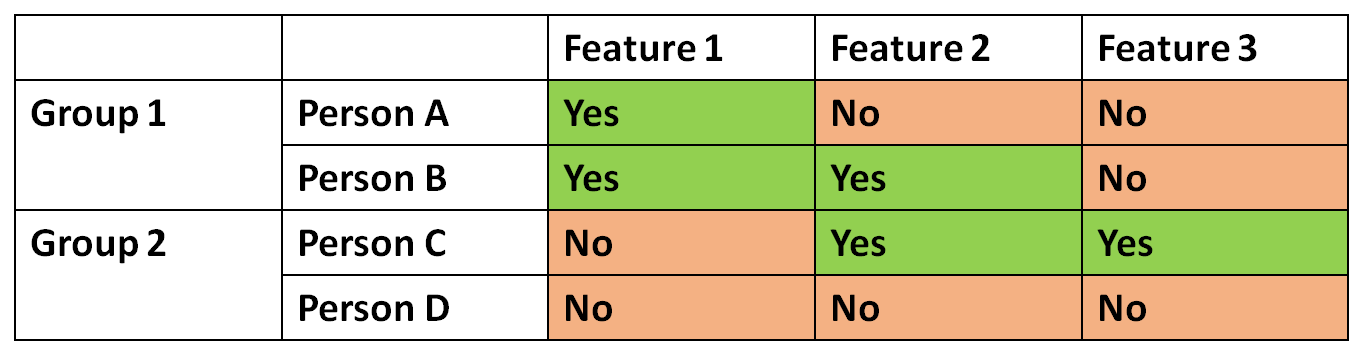 Feature 1 Feature 2 Feature 3
Group 1 Person A Yes No No
Person B Yes Yes No
Group 2 Person C No Yes Yes
Person D No No No